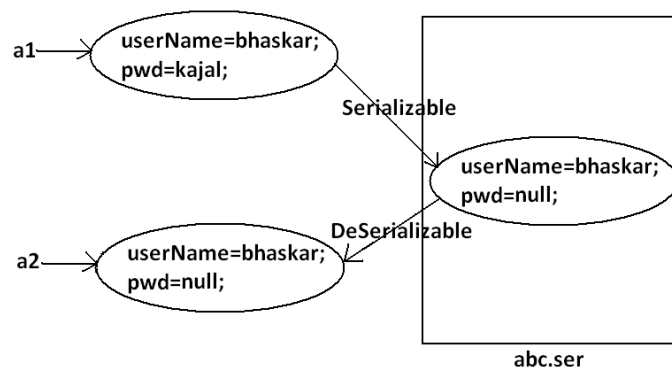 a1
userName=bhaskar;
pwd=kajal;
Serializable
userName=bhaskar;
pwd=null;
DeSerializable
a2
userName=bhaskar;
pwd=null;
abc.ser